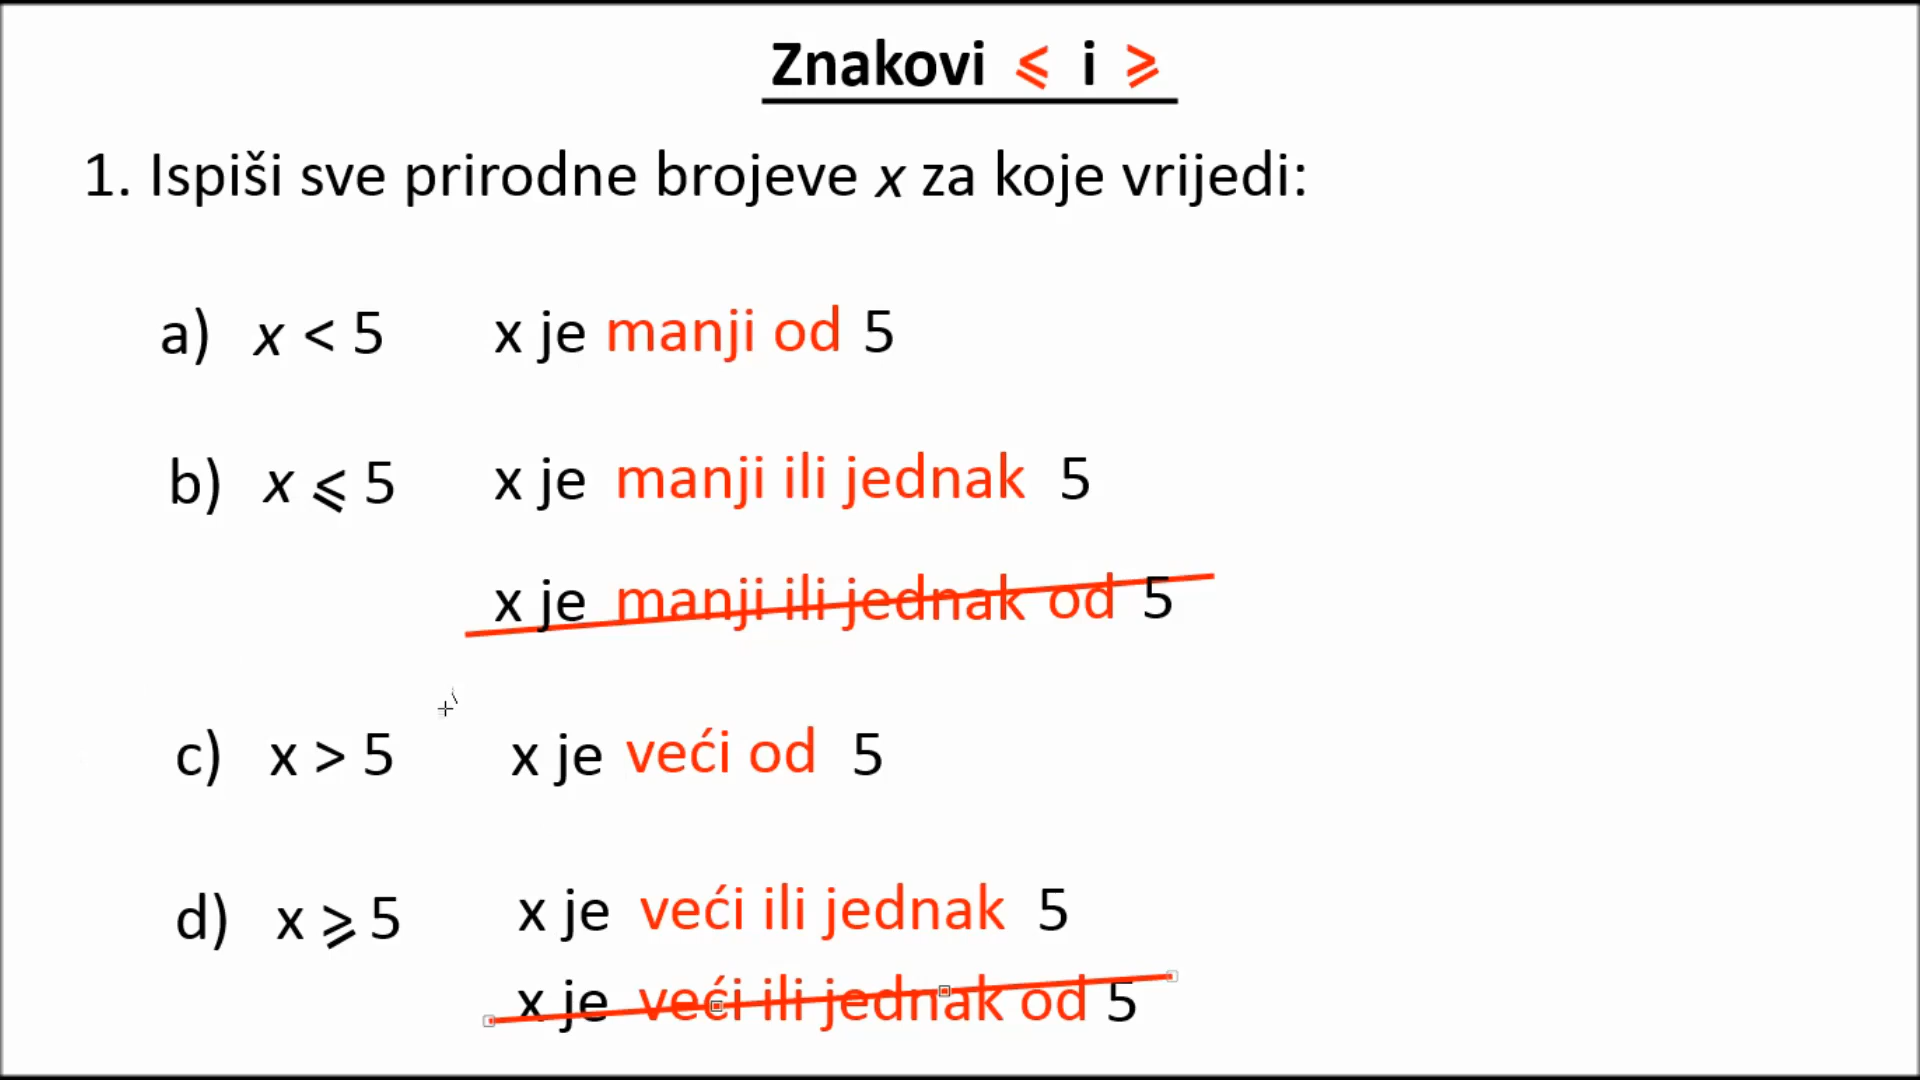 Znakovi ⩽ i ⩾
1. Ispiši sve prirodne brojeve x za koje vrijedi:
a) x < 5 x je manji od 5
b) x ⩽ 5 x je manji ili jednak 5
x je manji ili jednak od 5
c) x > 5 x je veći od 5
d) x ⩾ 5 x je veći ili jednak 5
x je veći ili jednak od 5